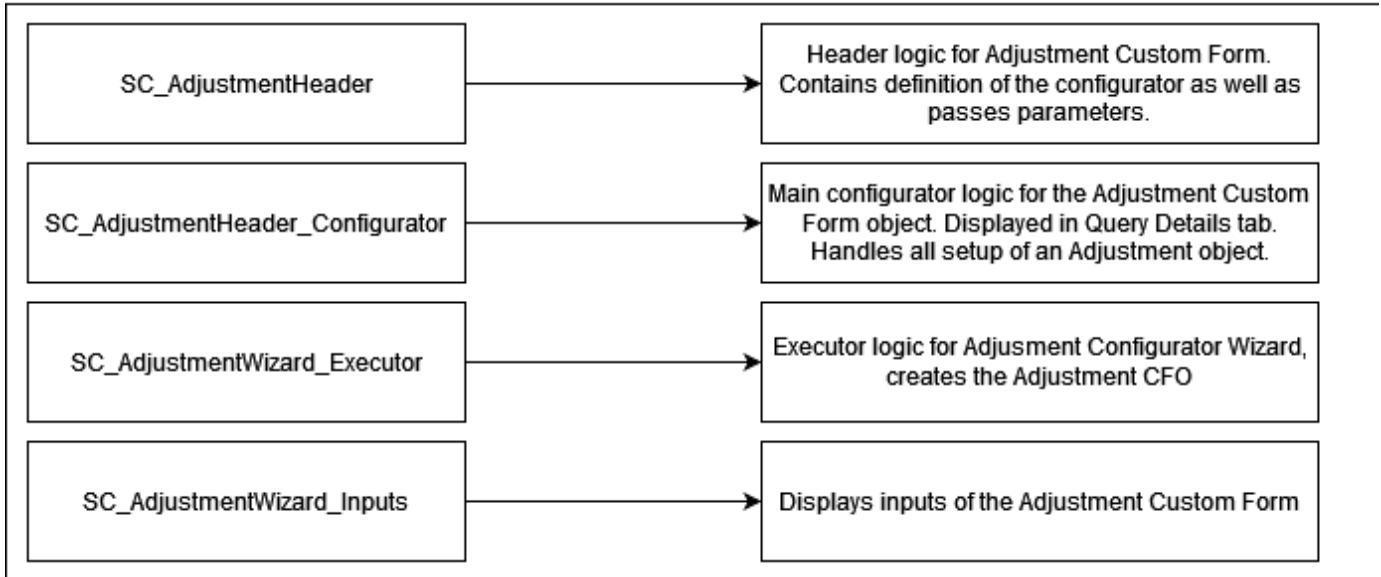 SC_AdjustmentHeader
Header logic for Adjustment Custom Form.
Contains definition of the configurator as well as
passes parameters.
SC_AdjustmentHeader_Configurator
Main configurator logic for the Adjustment Custom
Form object. Displayed in Query Details tab.
Handles all setup of an Adjustment object.
SC_AdjustmentWizard_Executor
Executor logic for Adjusment Configurator Wizard,
creates the Adjustment CFO
SC_AdjustmentWizard_Inputs
Displays inputs of the Adjustment Custom Form